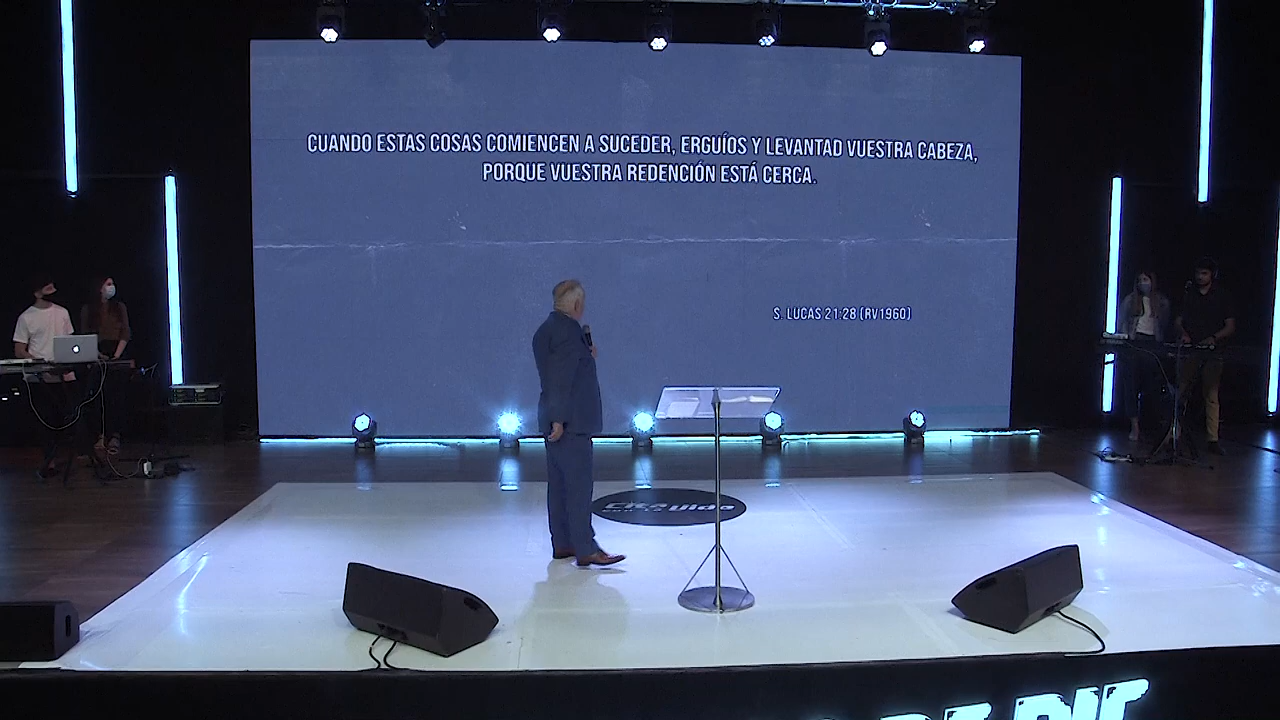 CUANDO ESTAS COSAS COMIENCEN A SUCEDER, ERGUÍOS Y LEVANTAD VUESTRA CABEZA,
PORQUE VUESTRA REDENCIÓN ESTÁ CERCA.
S. LUCAS 21:28 (RV1960)